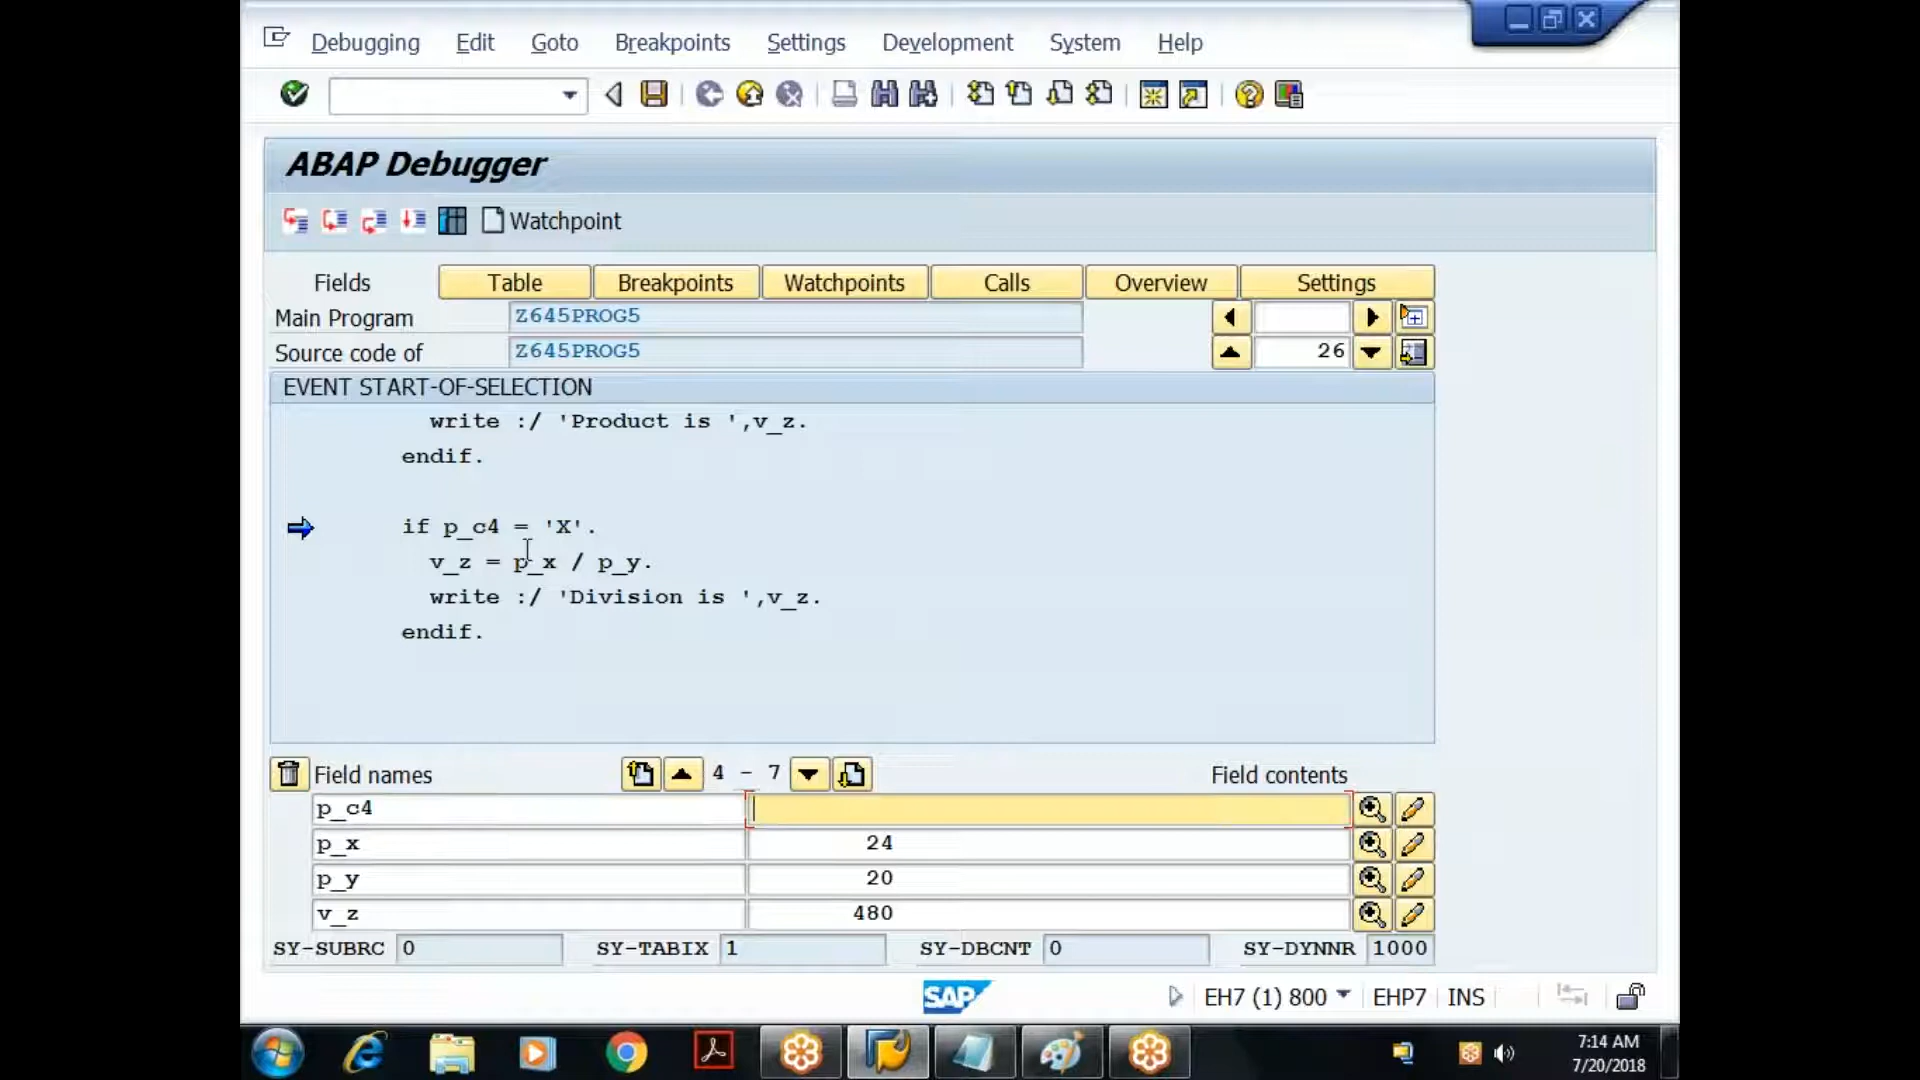 Debugging Edit Goto Breakpoints Settings Development System Help
ABAP Debugger
Watchpoint
Fields Table Breakpoints Watchpoints Calls Overview Settings
Main Program Z645PROG5
Source code of Z645PROG5 26
EVENT START-OF-SELECTION
write :/ 'Product is ',v_z.
endif.
if p_c4 = 'X'.
v_z = p_x / p_y.
write :/ 'Division is ',v_z.
endif.
Field names 4 - 7 Field contents
p_c4
p_x 24
p_y 20
v_z 480
SY-SUBRC 0 SY-TABIX 1 SY-DBCNT 0 SY-DYNNR 1000
SAP EH7 (1) 800 EHP7 INS
7:14 AM
7/20/2018